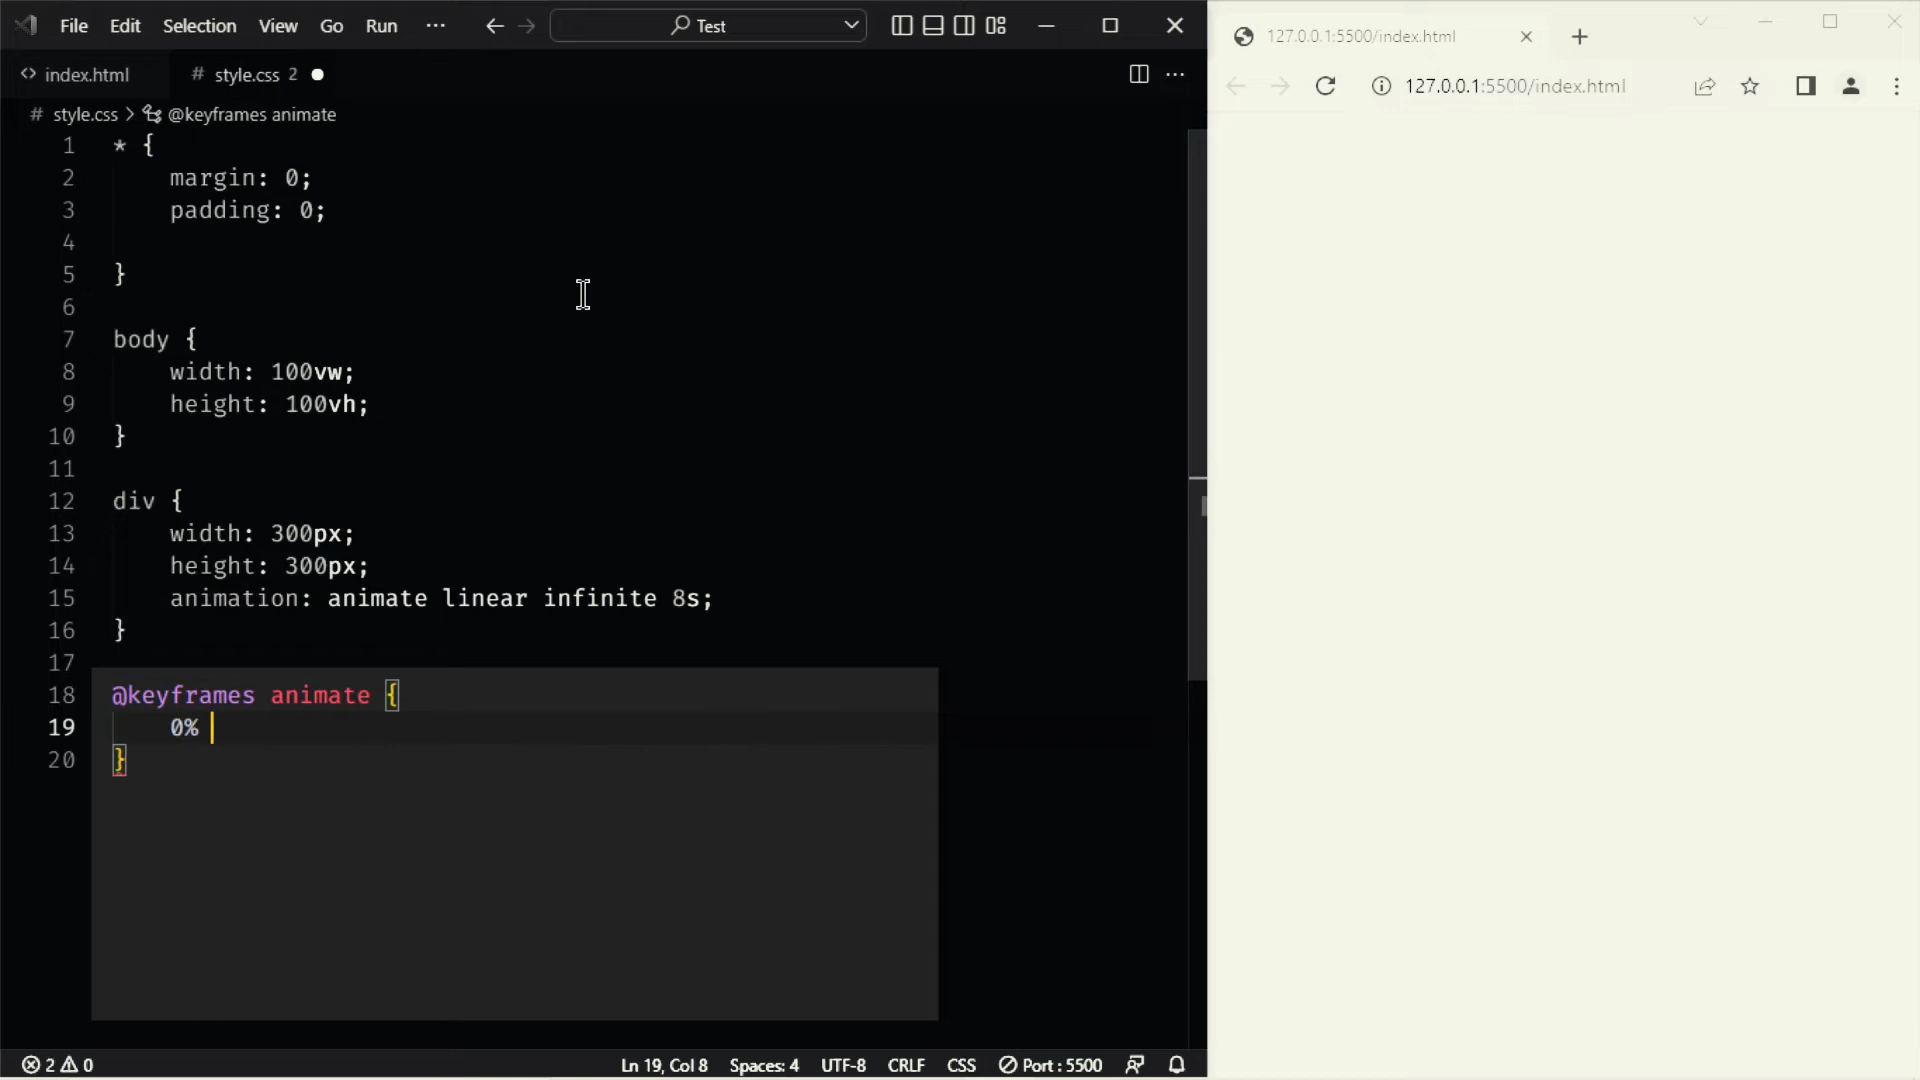 File Edit Selection View Go Run ··· Test
index.html # style.css 2
# style.css > @keyframes animate
1 * {
2 margin: 0;
3 padding: 0;
4
5 }
6
7 body {
8 width: 100vw;
9 height: 100vh;
10 }
11
12 div {
13 width: 300px;
14 height: 300px;
15 animation: animate linear infinite 8s;
16 }
17
18 @keyframes animate {
19 0%
20 }
2 0 Ln 19, Col 8 Spaces: 4 UTF-8 CRLF CSS Port : 5500
127.0.0.1:5500/index.html
127.0.0.1:5500/index.html